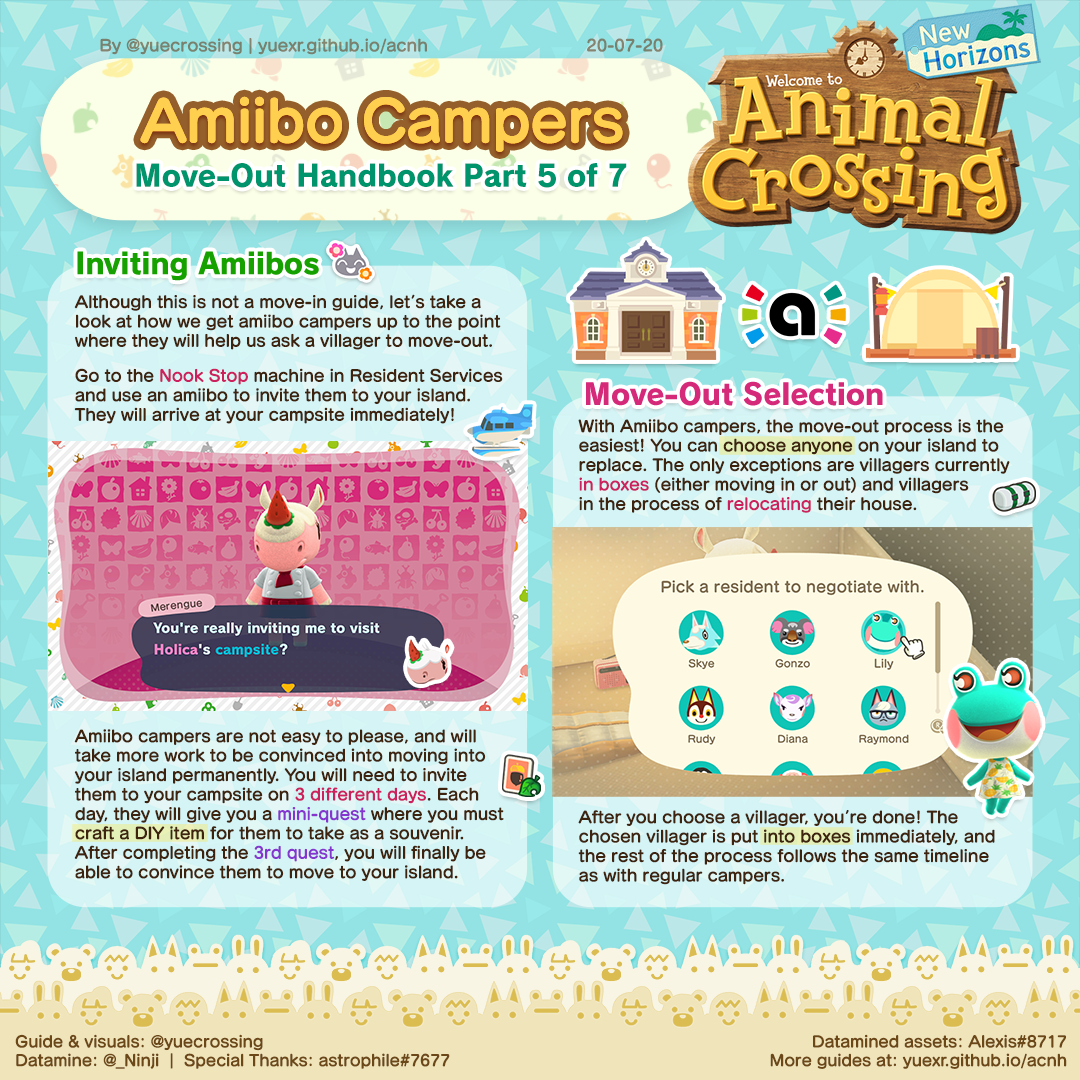 By @yuecrossing | yuexr.github.io/acnh
20-07-20
Amiibo Campers
Move-Out Handbook Part 5 of 7
Welcome to
Animal
Crossing
New
Horizons
Inviting Amiibos
Although this is not a move-in guide, let's take a
look at how we get amiibo campers up to the point
where they will help us ask a villager to move-out.
Go to the Nook Stop machine in Resident Services
and use an amiibo to invite them to your island.
They will arrive at your campsite immediately!
Merengue
You're really inviting me to visit
Holica's campsite?
Amiibo campers are not easy to please, and will
take more work to be convinced into moving into
your island permanently. You will need to invite
them to your campsite on 3 different days. Each
day, they will give you a mini-quest where you must
craft a DIY item for them to take as a souvenir.
After completing the 3rd quest, you will finally be
able to convince them to move to your island.
a
Move-Out Selection
With Amiibo campers, the move-out process is the
easiest! You can choose anyone on your island to
replace. The only exceptions are villagers currently
in boxes (either moving in or out) and villagers
in the process of relocating their house.
Pick a resident to negotiate with.
Skye
Gonzo
Lily
Rudy
Diana
Raymond
After you choose a villager, you're done! The
chosen villager is put into boxes immediately, and
the rest of the process follows the same timeline
as with regular campers.
Guide & visuals: @yuecrossing
Datamine: @_Ninji | Special Thanks: astrophile#7677
Datamined assets: Alexis#8717
More guides at: yuexr.github.io/acnh